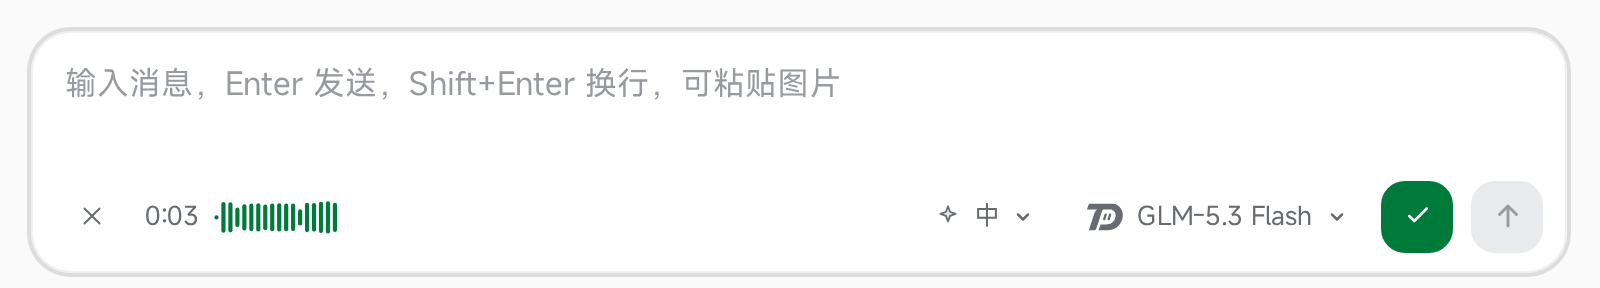 输入消息，Enter 发送，Shift+Enter 换行，可粘贴图片
0:03 中 GLM-5.3 Flash